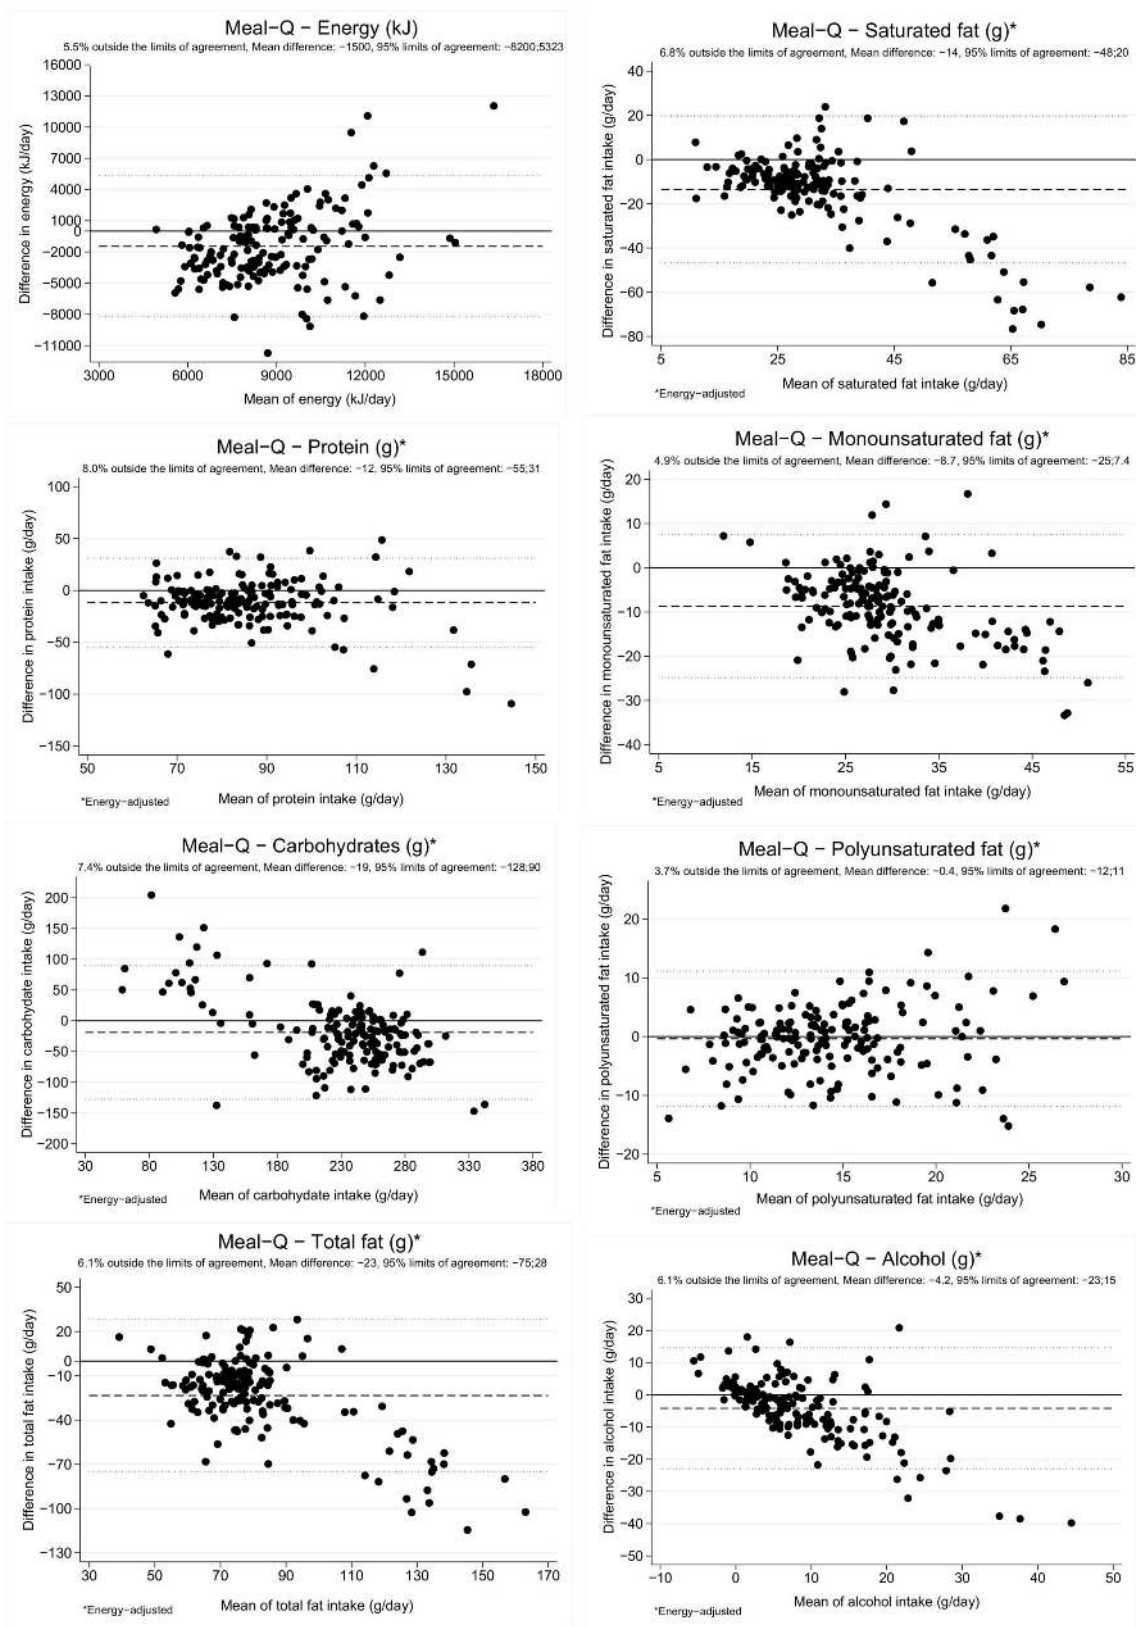 Meal-Q - Energy (kJ)
5.5% outside the limits of agreement, Mean difference: -1500, 95% limits of agreement: -8200;5323
Difference in energy (kJ/day)
16000
13000
10000
7000
4000
1000
0
-2000
-5000
-8000
-11000
3000 6000 9000 12000 15000 18000
Mean of energy (kJ/day)
Meal-Q - Saturated fat (g)*
6.8% outside the limits of agreement, Mean difference: -14, 95% limits of agreement: -48;20
Difference in saturated fat intake (g/day)
40
20
0
-20
-40
-60
-80
5 25 45 65 85
Mean of saturated fat intake (g/day)
*Energy-adjusted
Meal-Q - Protein (g)*
8.0% outside the limits of agreement, Mean difference: -12, 95% limits of agreement: -55;31
Difference in protein intake (g/day)
100
50
0
-50
-100
-150
50 70 90 110 130 150
*Energy-adjusted Mean of protein intake (g/day)
Meal-Q - Monounsaturated fat (g)*
4.9% outside the limits of agreement, Mean difference: -8.7, 95% limits of agreement: -25;7.4
Difference in monounsaturated fat intake (g/day)
20
10
0
-10
-20
-30
-40
5 15 25 35 45 55
Mean of monounsaturated fat intake (g/day)
*Energy-adjusted
Meal-Q - Carbohydrates (g)*
7.4% outside the limits of agreement, Mean difference: -19, 95% limits of agreement: -128;90
Difference in carbohydrate intake (g/day)
200
150
100
50
0
-50
-100
-150
-200
30 80 130 180 230 280 330 380
*Energy-adjusted Mean of carbohydate intake (g/day)
Meal-Q - Polyunsaturated fat (g)*
3.7% outside the limits of agreement, Mean difference: -0.4, 95% limits of agreement: -12;11
Difference in polyunsaturated fat intake (g/day)
20
10
0
-10
-20
5 10 15 20 25 30
Mean of polyunsaturated fat intake (g/day)
*Energy-adjusted
Meal-Q - Total fat (g)*
6.1% outside the limits of agreement, Mean difference: -23, 95% limits of agreement: -75;28
Difference in total fat intake (g/day)
50
20
0
-10
-40
-70
-100
-130
30 50 70 90 110 130 150 170
*Energy-adjusted Mean of total fat intake (g/day)
Meal-Q - Alcohol (g)*
6.1% outside the limits of agreement, Mean difference: -4.2, 95% limits of agreement: -23;15
Difference in alcohol intake (g/day)
30
20
10
0
-10
-20
-30
-40
-50
-10 0 10 20 30 40 50
Mean of alcohol intake (g/day)
*Energy-adjusted